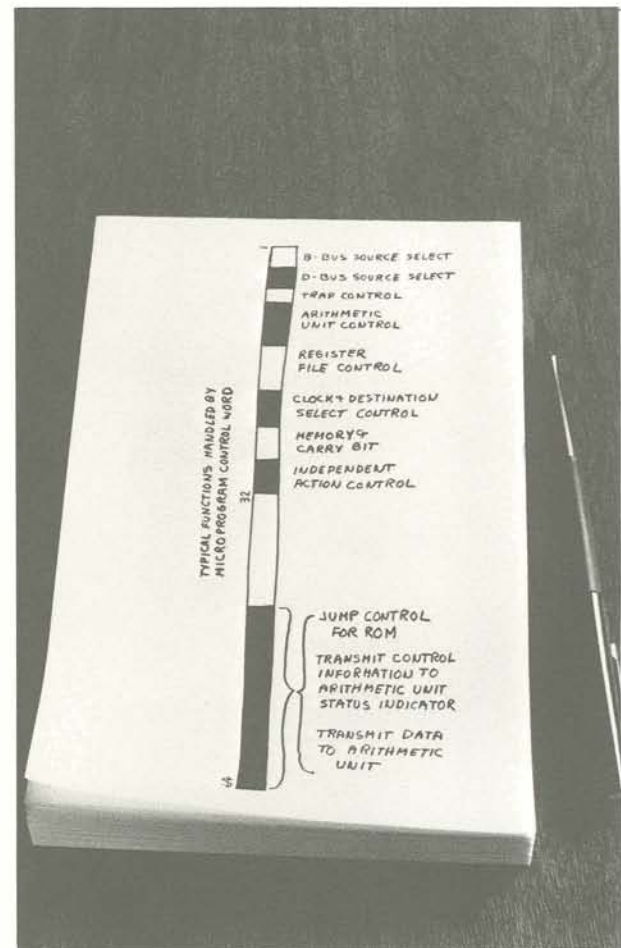 TYPICAL FUNCTIONS HANDLED BY
MICROPROGRAM CONTROL WORD
1
B-BUS SOURCE SELECT
D-BUS SOURCE SELECT
TRAP CONTROL
ARITHMETIC
UNIT CONTROL
REGISTER
FILE CONTROL
CLOCK & DESTINATION
SELECT CONTROL
MEMORY &
CARRY BIT
INDEPENDENT
ACTION CONTROL
32
JUMP CONTROL
FOR ROM
TRANSMIT CONTROL
INFORMATION TO
ARITHMETIC UNIT
STATUS INDICATOR
TRANSMIT DATA
TO ARITHMETIC
UNIT
64